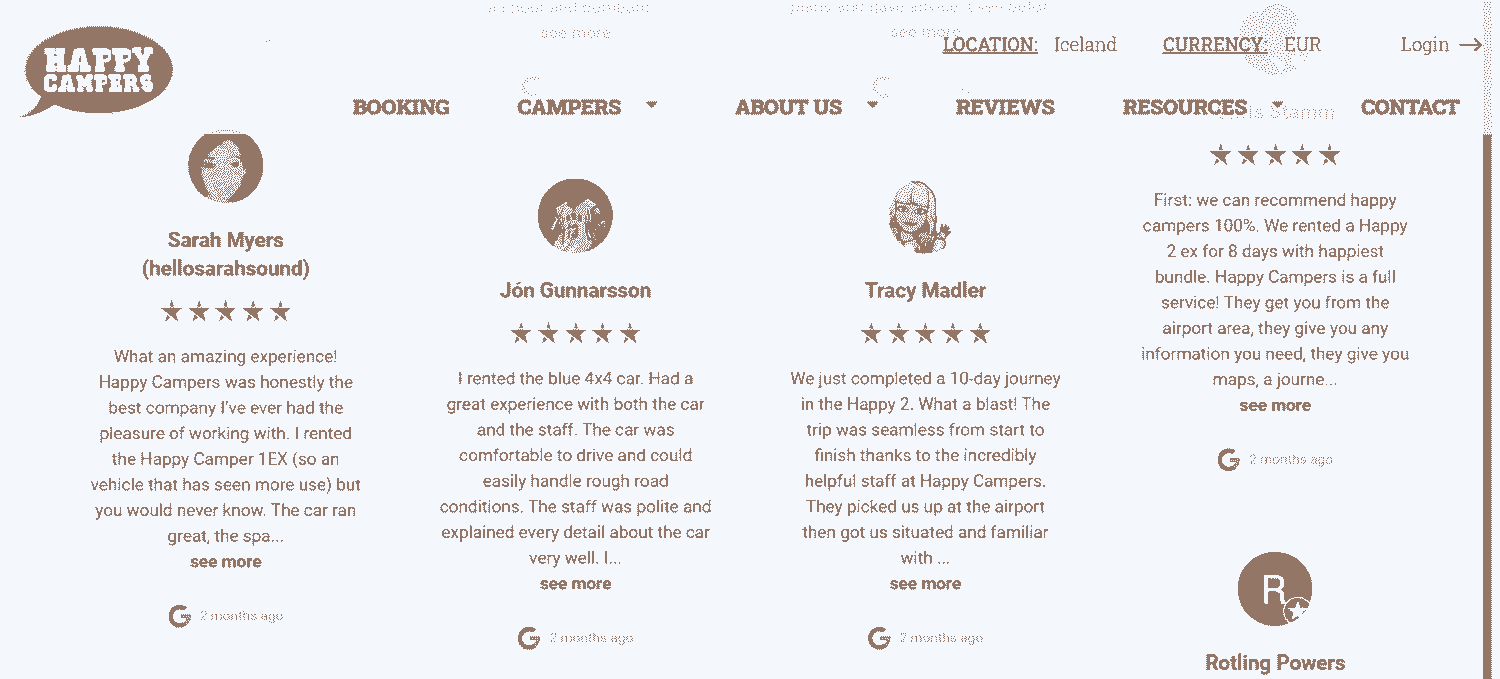 see more
see more
HAPPY
CAMPERS
LOCATION: Iceland
CURRENCY: EUR
Login →
BOOKING
CAMPERS
ABOUT US
REVIEWS
RESOURCES
CONTACT
Sarah Myers
(hellosarahsound)
★★★★★
What an amazing experience!
Happy Campers was honestly the
best company I've ever had the
pleasure of working with. I rented
the Happy Camper 1EX (so an
vehicle that has seen more use) but
you would never know. The car ran
great, the spa...
see more
G 2 months ago
Jón Gunnarsson
★★★★★
I rented the blue 4x4 car. Had a
great experience with both the car
and the staff. The car was
comfortable to drive and could
easily handle rough road
conditions. The staff was polite and
explained every detail about the car
very well. I...
see more
G 2 months ago
Tracy Madler
★★★★★
We just completed a 10-day journey
in the Happy 2. What a blast! The
trip was seamless from start to
finish thanks to the incredibly
helpful staff at Happy Campers.
They picked us up at the airport
then got us situated and familiar
with ...
see more
G 2 months ago
Stamm
★★★★★
First: we can recommend happy
campers 100%. We rented a Happy
2 ex for 8 days with happiest
bundle. Happy Campers is a full
service! They get you from the
airport area, they give you any
information you need, they give you
maps, a journe...
see more
G 2 months ago
R
Rotling Powers